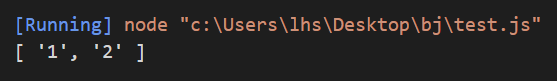 [Running] node "c:\Users\lhs\Desktop\bj\test.js"
[ '1', '2' ]